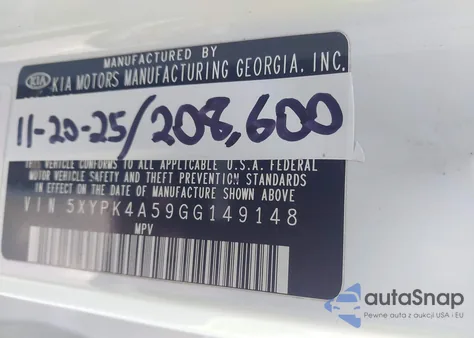 MANUFACTURED BY
KIA KIA MOTORS MANUFACTURING GEORGIA, INC.
11-20-25/208,600
VEHICLE CONFORMS TO ALL APPLICABLE U.S.A. FEDERAL
MOTOR VEHICLE SAFETY AND THEFT PREVENTION STANDARDS
IN EFFECT ON THE DATE OF MANUFACTURE SHOWN ABOVE
VIN 5XYPK4A59GG149148
MPV
autoSnap
Pewne auta z aukcji USA i EU